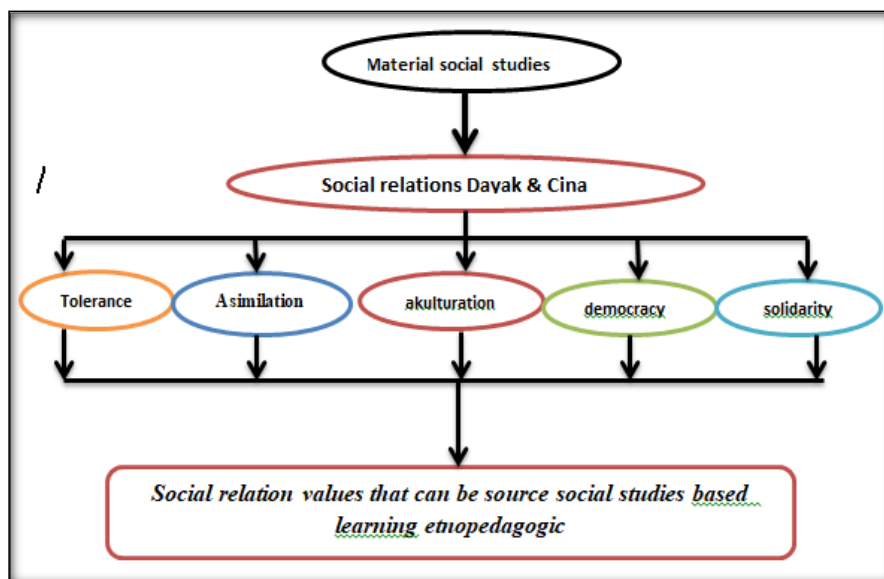 Material social studies
/
Social relations Dayak & Cina
Tolerance
Asimilation
akulturation
democracy
solidarity
Social relation values that can be source social studies based
learning etnopedagogic